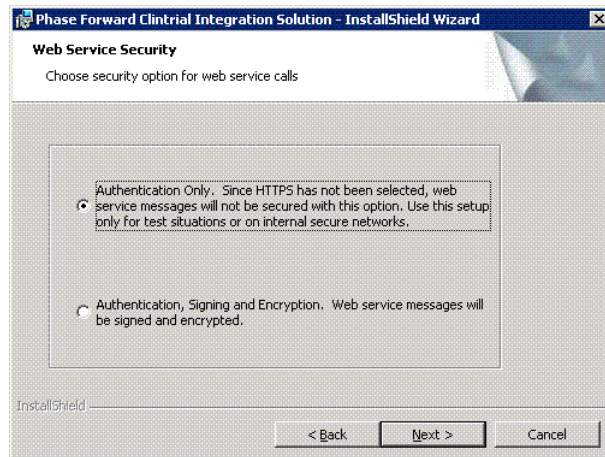 Phase Forward Clintrial Integration Solution - InstallShield Wizard
Web Service Security
Choose security option for web service calls
Authentication Only. Since HTTPS has not been selected, web
service messages will not be secured with this option. Use this setup
only for test situations or on internal secure networks.
Authentication, Signing and Encryption. Web service messages will
be signed and encrypted.
InstallShield
< Back Next > Cancel